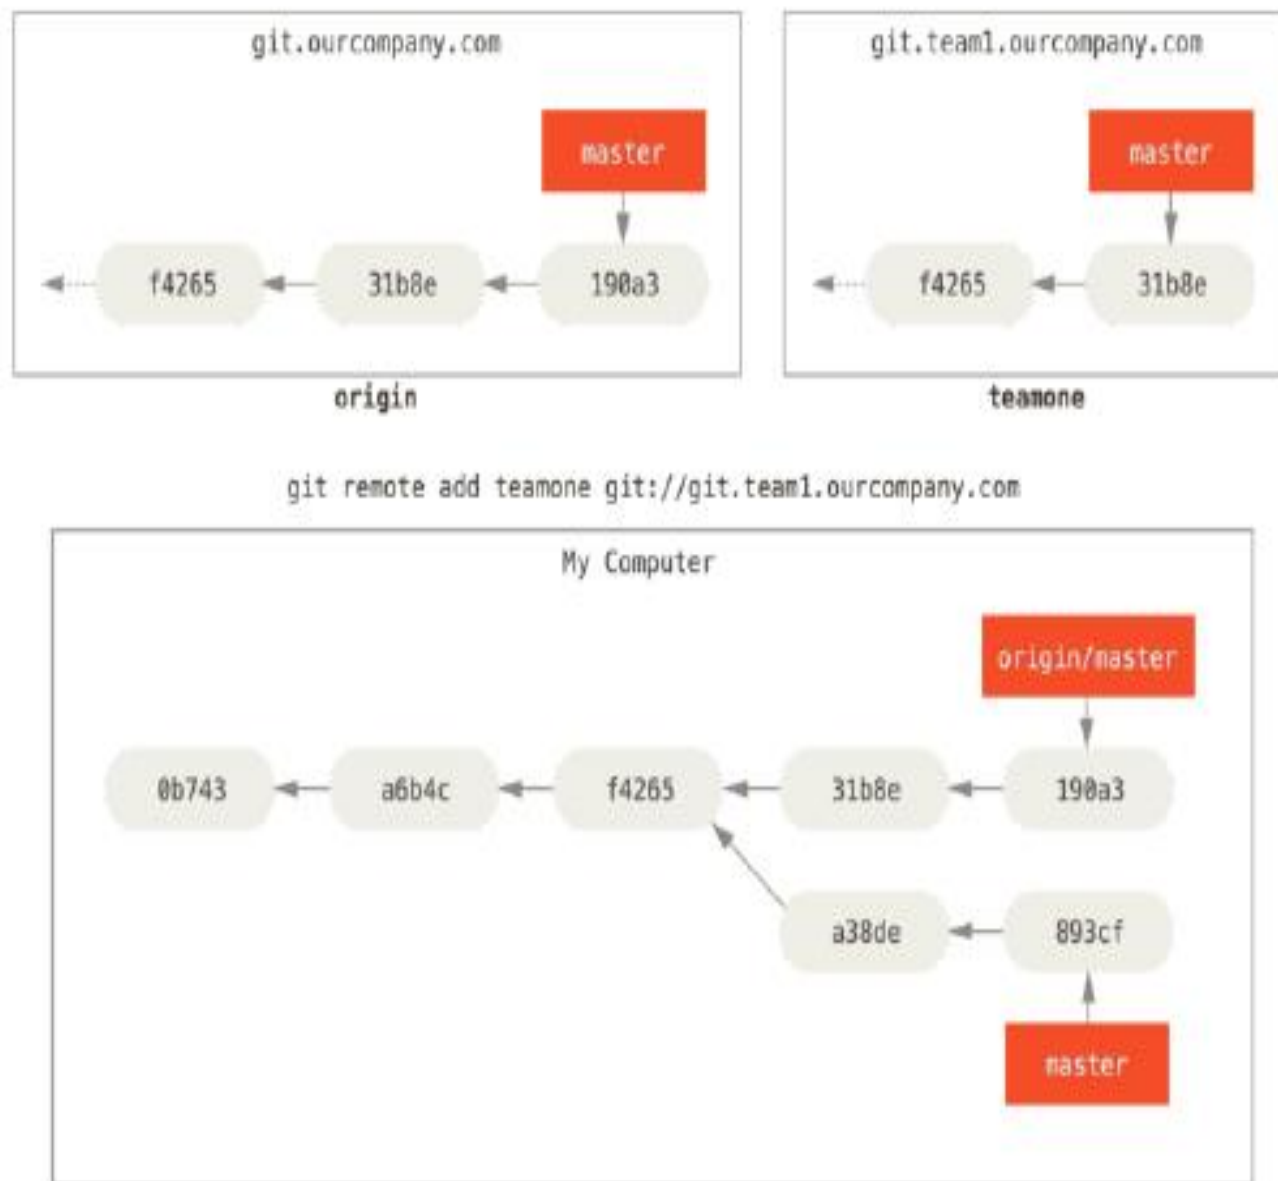 git.ourcompany.com
master
f4265 31b8e 190a3
origin
git.team1.ourcompany.com
master
f4265 31b8e
teamone
git remote add teamone git://git.team1.ourcompany.com
My Computer
origin/master
0b743 a6b4c f4265 31b8e 190a3
a38de 893cf
master